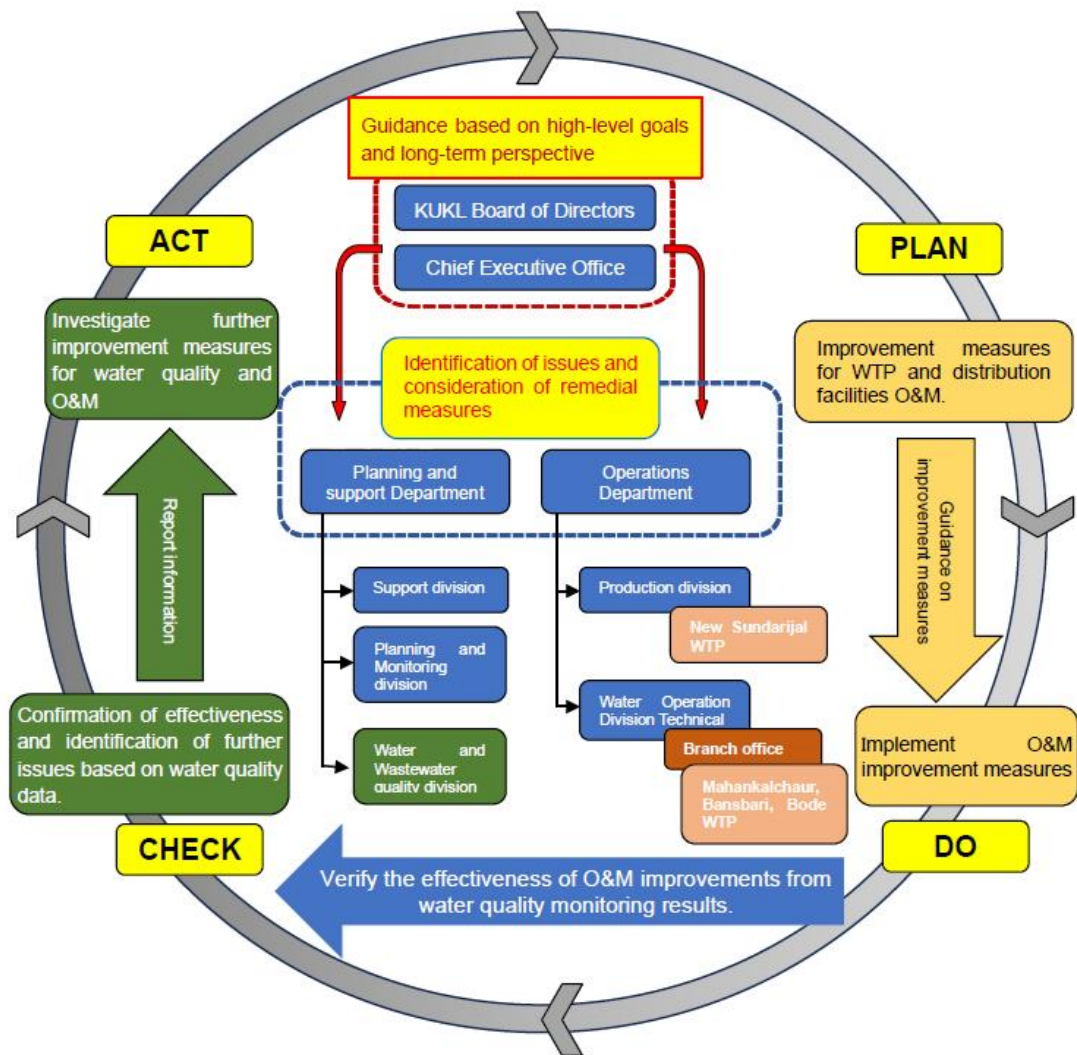 Guidance based on high-level goals
and long-term perspective
KUKL Board of Directors
Chief Executive Office
ACT
PLAN
Investigate further
improvement measures
for water quality and
O&M
Improvement measures
for WTP and distribution
facilities O&M.
Identification of issues and
consideration of remedial
measures
Planning and
support Department
Operations
Department
Report information
Guidance on
improvement measures
Support division
Planning and
Monitoring
division
Water and
Wastewater
quality division
Production division
New Sundarijal
WTP
Water Operation
Division Technical
Branch office
Mahankalchaur,
Bansbari, Bode
WTP
Confirmation of effectiveness
and identification of further
issues based on water quality
data.
Implement O&M
improvement measures
CHECK
DO
Verify the effectiveness of O&M improvements from
water quality monitoring results.